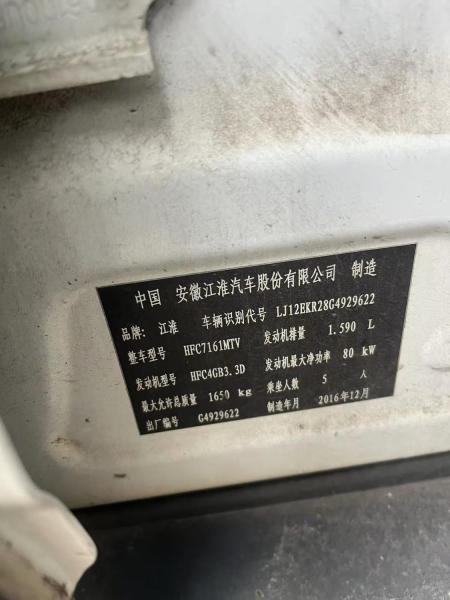 中国 安徽江淮汽车股份有限公司 制造
品牌: 江淮 车辆识别代号 LJ12EKR28G4929622
整车型号 HFC7161MTV 发动机排量 1.590 L
发动机型号 HFC4GB3.3D 发动机最大净功率 80 kW
最大允许总质量 1650 kg 乘坐人数 5 人
出厂编号 G4929622 制造年月 2016年12月